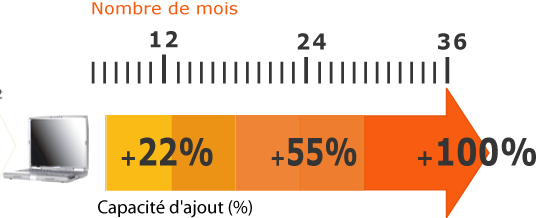 Nombre de mois
12 24 36
+22% +55% +100%
Capacité d'ajout (%)